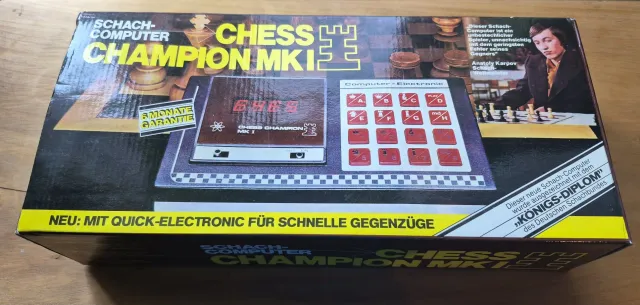 SCHACH-
COMPUTER
CHESS
CHAMPION MK I
"Dieser Schach-
Computer ist ein
unbestechlicher
Spieler, unnachsichtig
mit dem geringsten
Fehler seines
Gegners"
Anatoly Karpov
Schach-
6 MONATE
GARANTIE
Computer-Electronic
CHESS CHAMPION
MK I
A
B
C
D
E
F
G
H
Dieser neue Schach-Computer
wurde ausgezeichnet mit dem
„KÖNIGS-DIPLOM"
des Deutschen Schachbundes
NEU: MIT QUICK-ELECTRONIC FÜR SCHNELLE GEGENZÜGE
SCHACH-
COMPUTER
CHESS
CHAMPION MK I